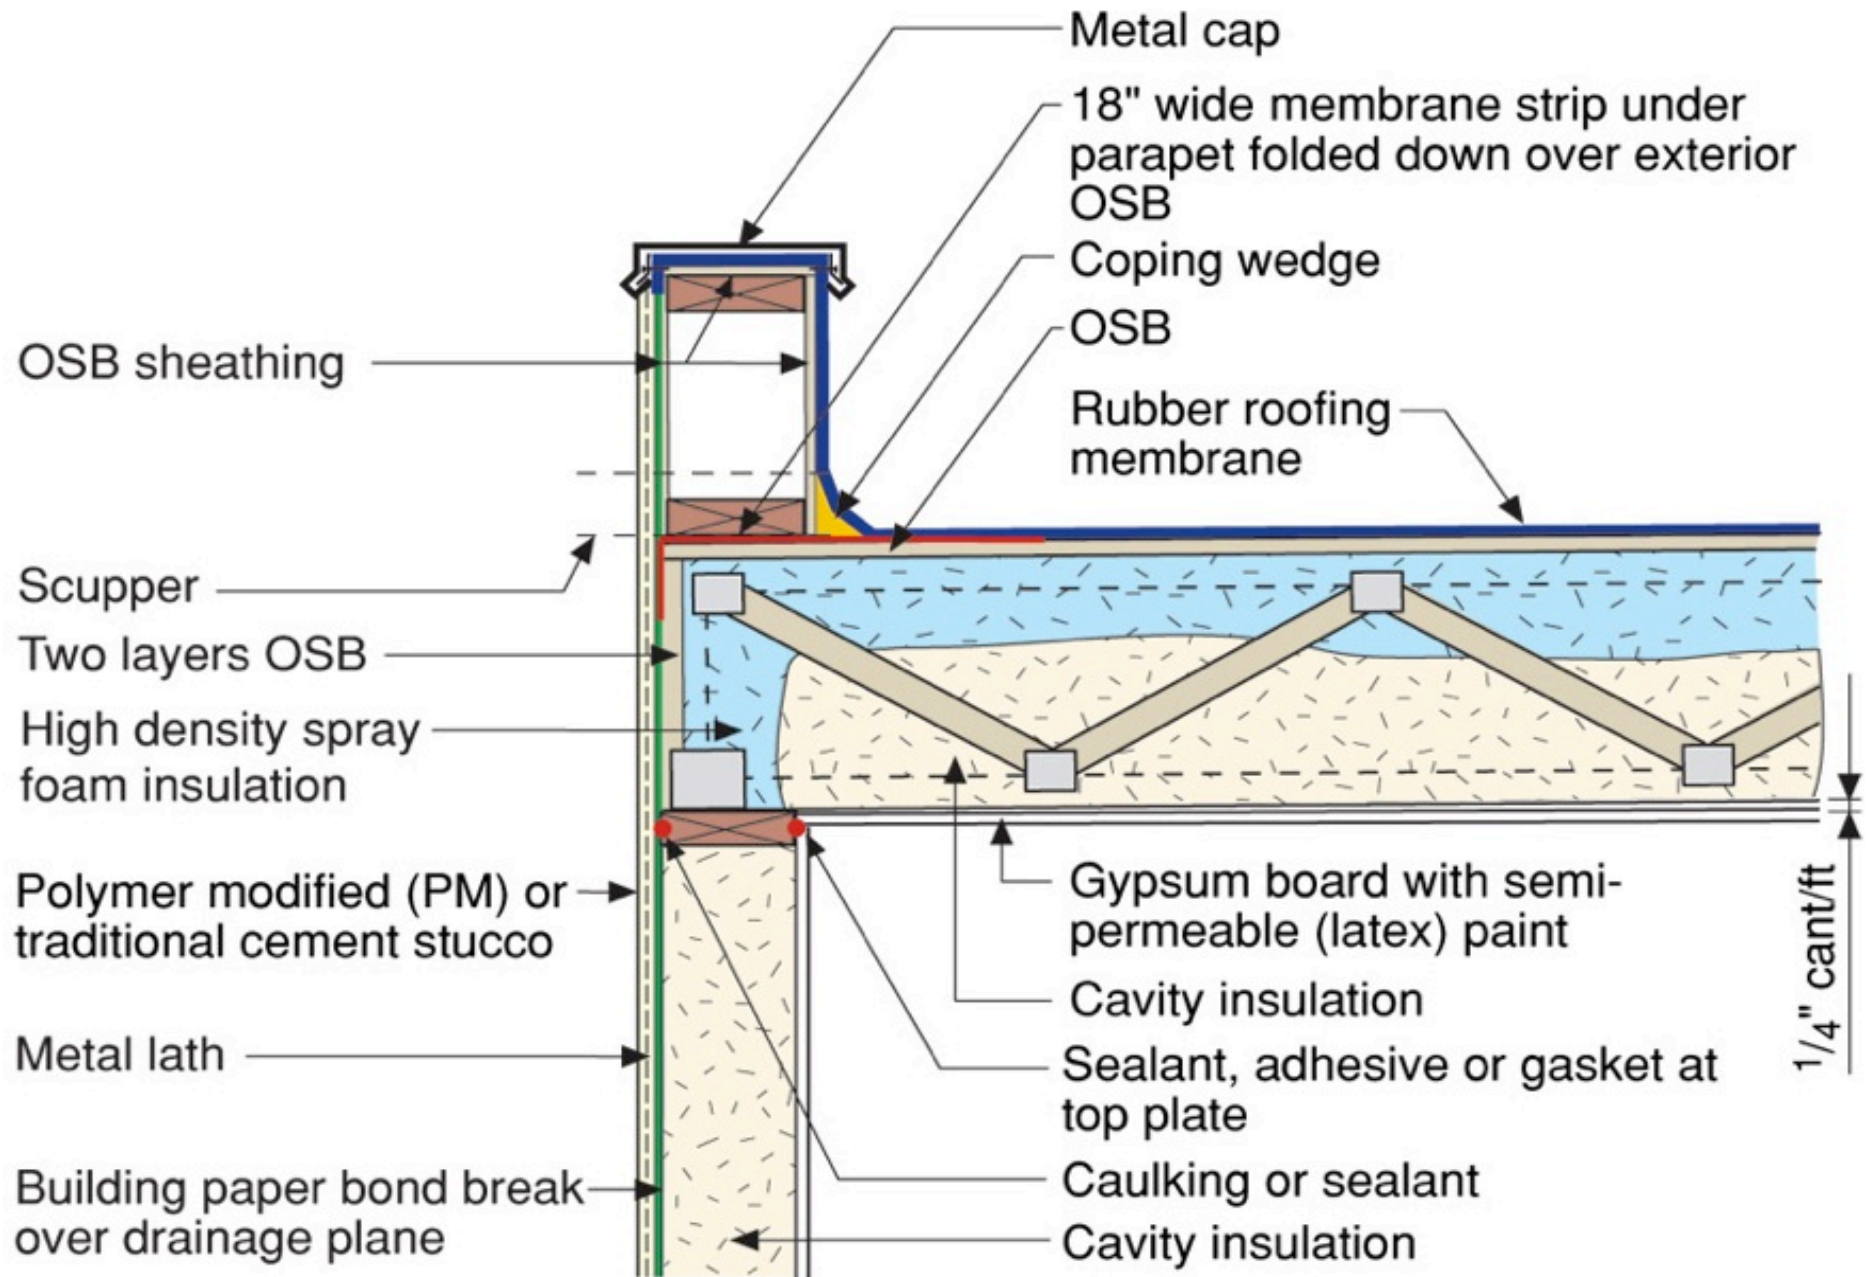 Metal cap
18" wide membrane strip under
parapet folded down over exterior
OSB
Coping wedge
OSB
Rubber roofing
membrane
OSB sheathing
Scupper
Two layers OSB
High density spray
foam insulation
Polymer modified (PM) or
traditional cement stucco
Metal lath
Building paper bond break
over drainage plane
Gypsum board with semi-
permeable (latex) paint
Cavity insulation
Sealant, adhesive or gasket at
top plate
Caulking or sealant
Cavity insulation
1/4" cant/ft